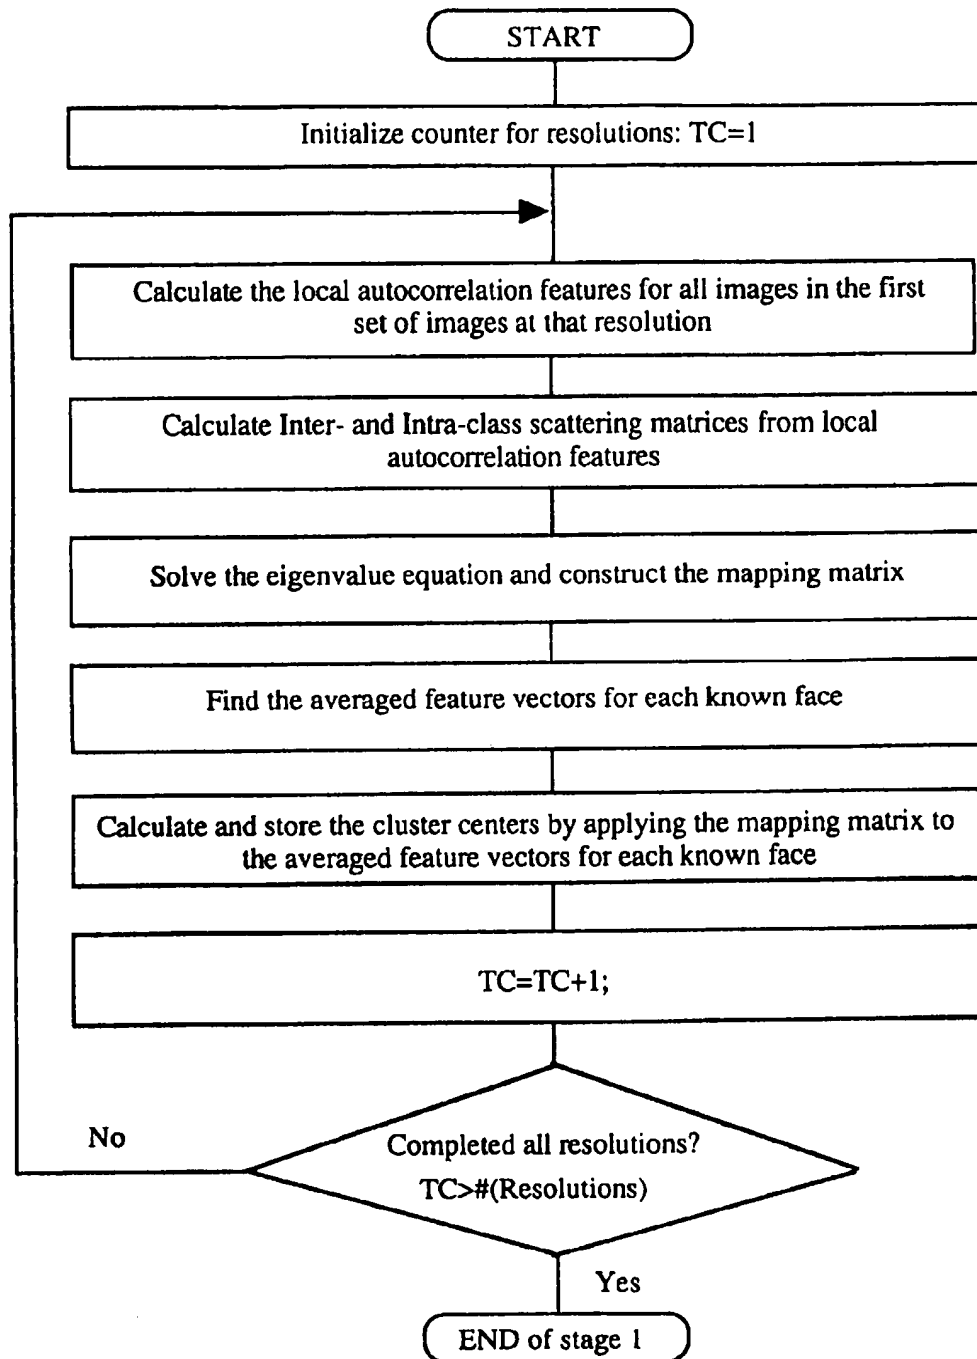 START
Initialize counter for resolutions: TC=1
Calculate the local autocorrelation features for all images in the first
set of images at that resolution
Calculate Inter- and Intra-class scattering matrices from local
autocorrelation features
Solve the eigenvalue equation and construct the mapping matrix
Find the averaged feature vectors for each known face
Calculate and store the cluster centers by applying the mapping matrix to
the averaged feature vectors for each known face
TC=TC+1;
No
Completed all resolutions?
TC>#(Resolutions)
Yes
END of stage 1